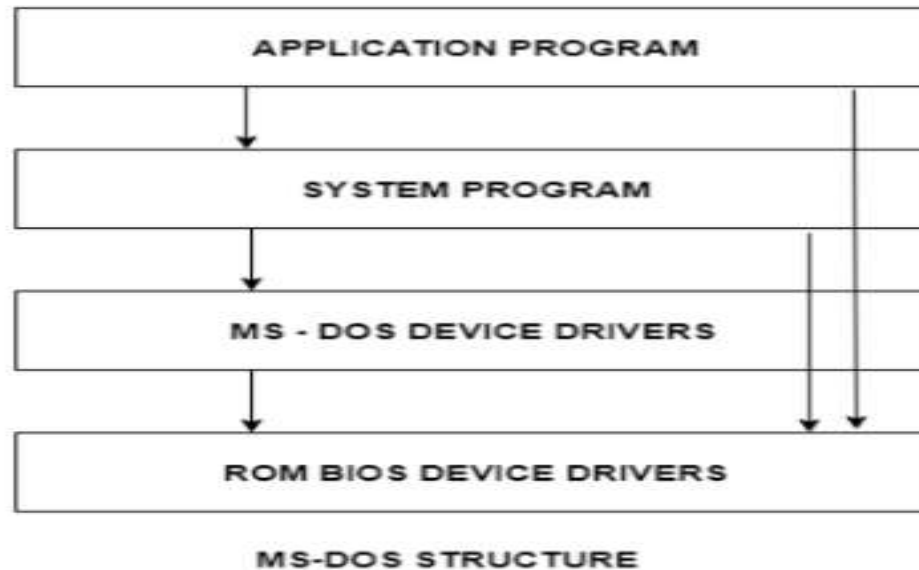 APPLICATION PROGRAM
SYSTEM PROGRAM
MS - DOS DEVICE DRIVERS
ROM BIOS DEVICE DRIVERS
MS-DOS STRUCTURE